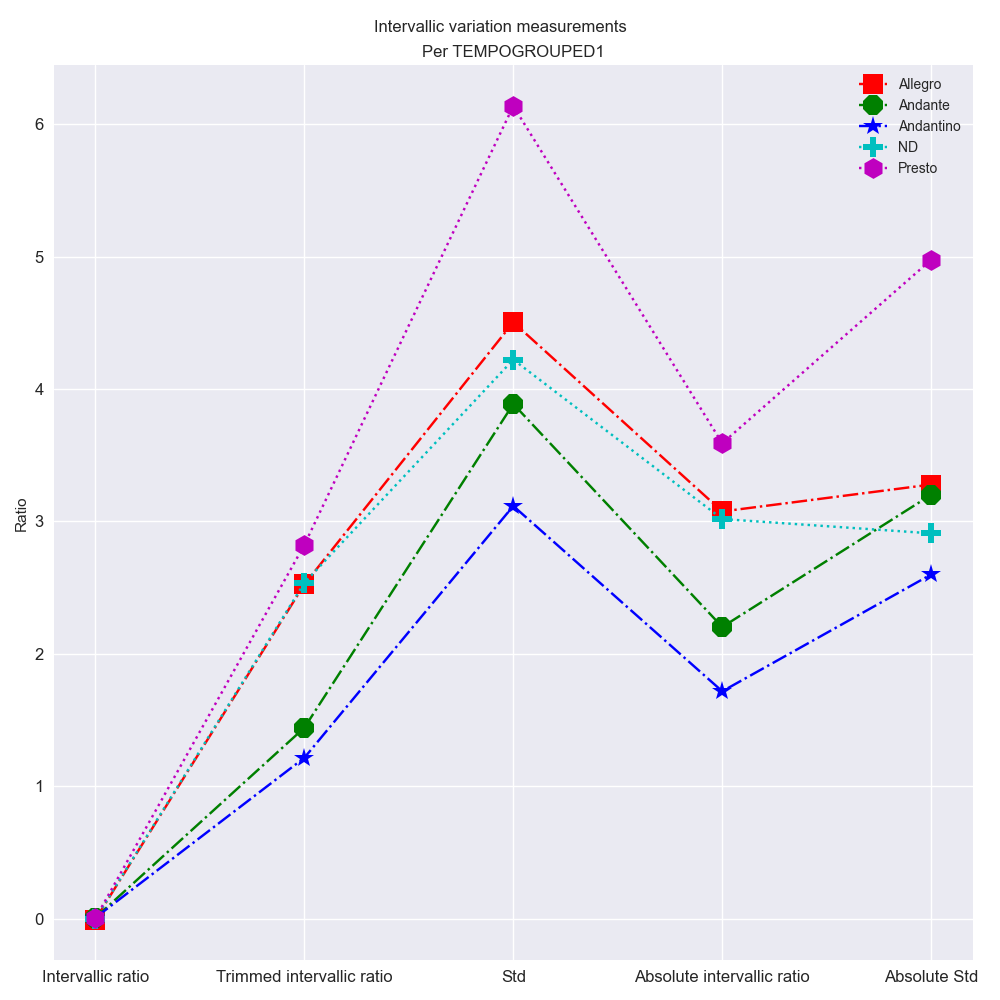 Intervallic variation measurements
Per TEMPOGROUPED1
Allegro
Andante
Andantino
ND
Presto
6
5
4
3
2
1
0
Ratio
Intervallic ratio
Trimmed intervallic ratio
Std
Absolute intervallic ratio
Absolute Std